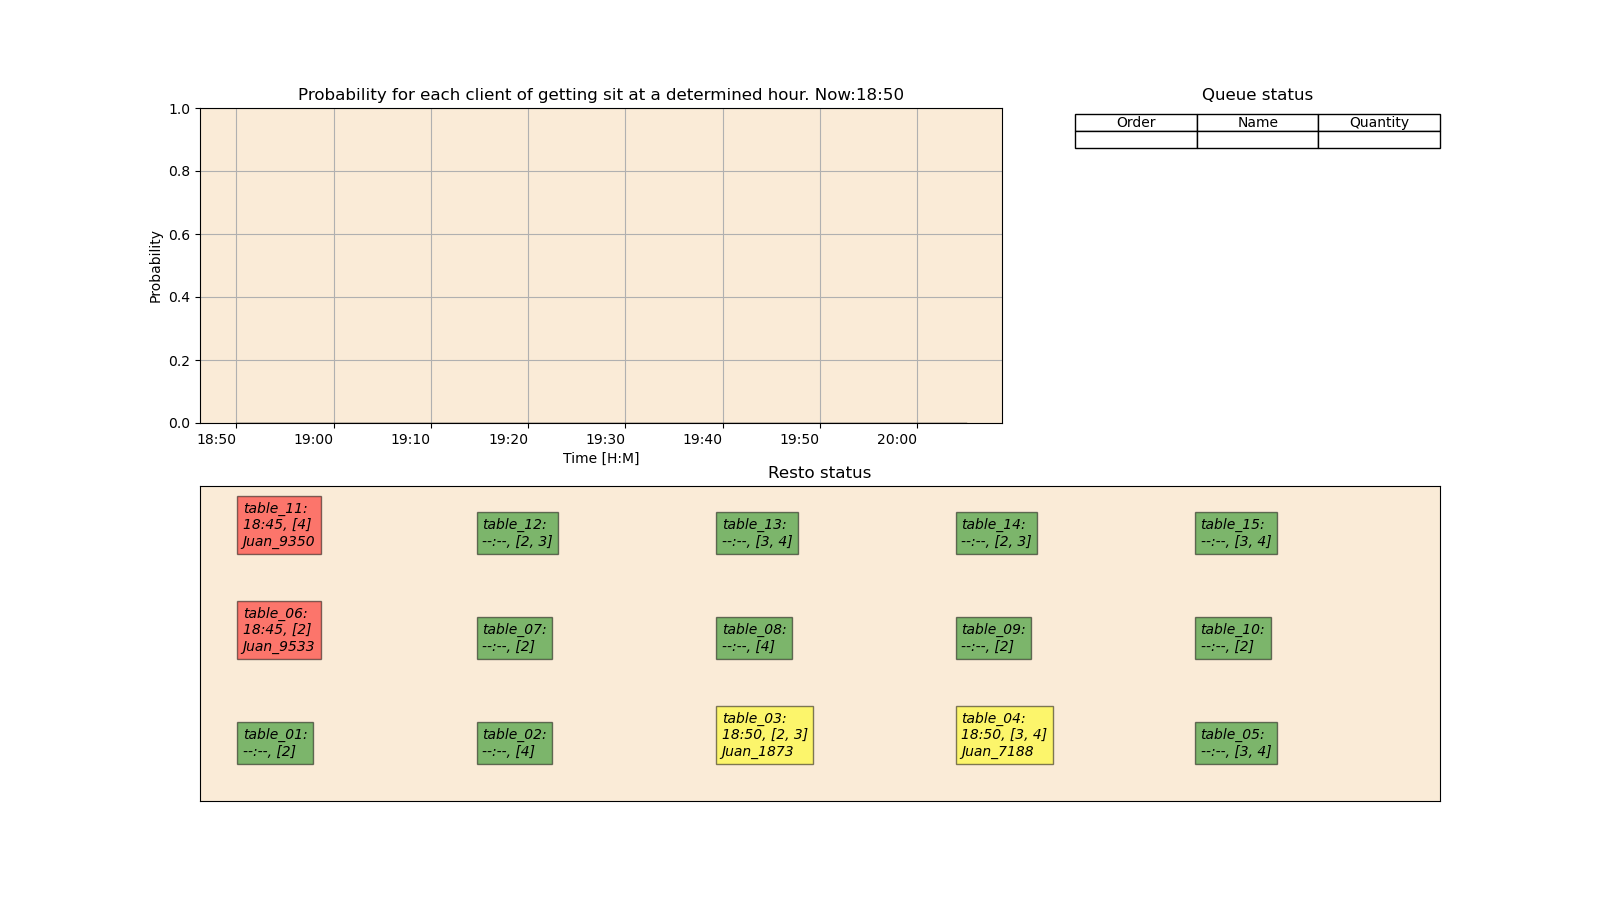 Probability for each client of getting sit at a determined hour. Now:18:50
Queue status
Order Name Quantity
1.0
0.8
0.6
0.4
0.2
0.0
Probability
18:50 19:00 19:10 19:20 19:30 19:40 19:50 20:00
Time [H:M]
Resto status
table_11:
18:45, [4]
Juan_9350
table_12:
--:--, [2, 3]
table_13:
--:--, [3, 4]
table_14:
--:--, [2, 3]
table_15:
--:--, [3, 4]
table_06:
18:45, [2]
Juan_9533
table_07:
--:--, [2]
table_08:
--:--, [4]
table_09:
--:--, [2]
table_10:
--:--, [2]
table_01:
--:--, [2]
table_02:
--:--, [4]
table_03:
18:50, [2, 3]
Juan_1873
table_04:
18:50, [3, 4]
Juan_7188
table_05:
--:--, [3, 4]